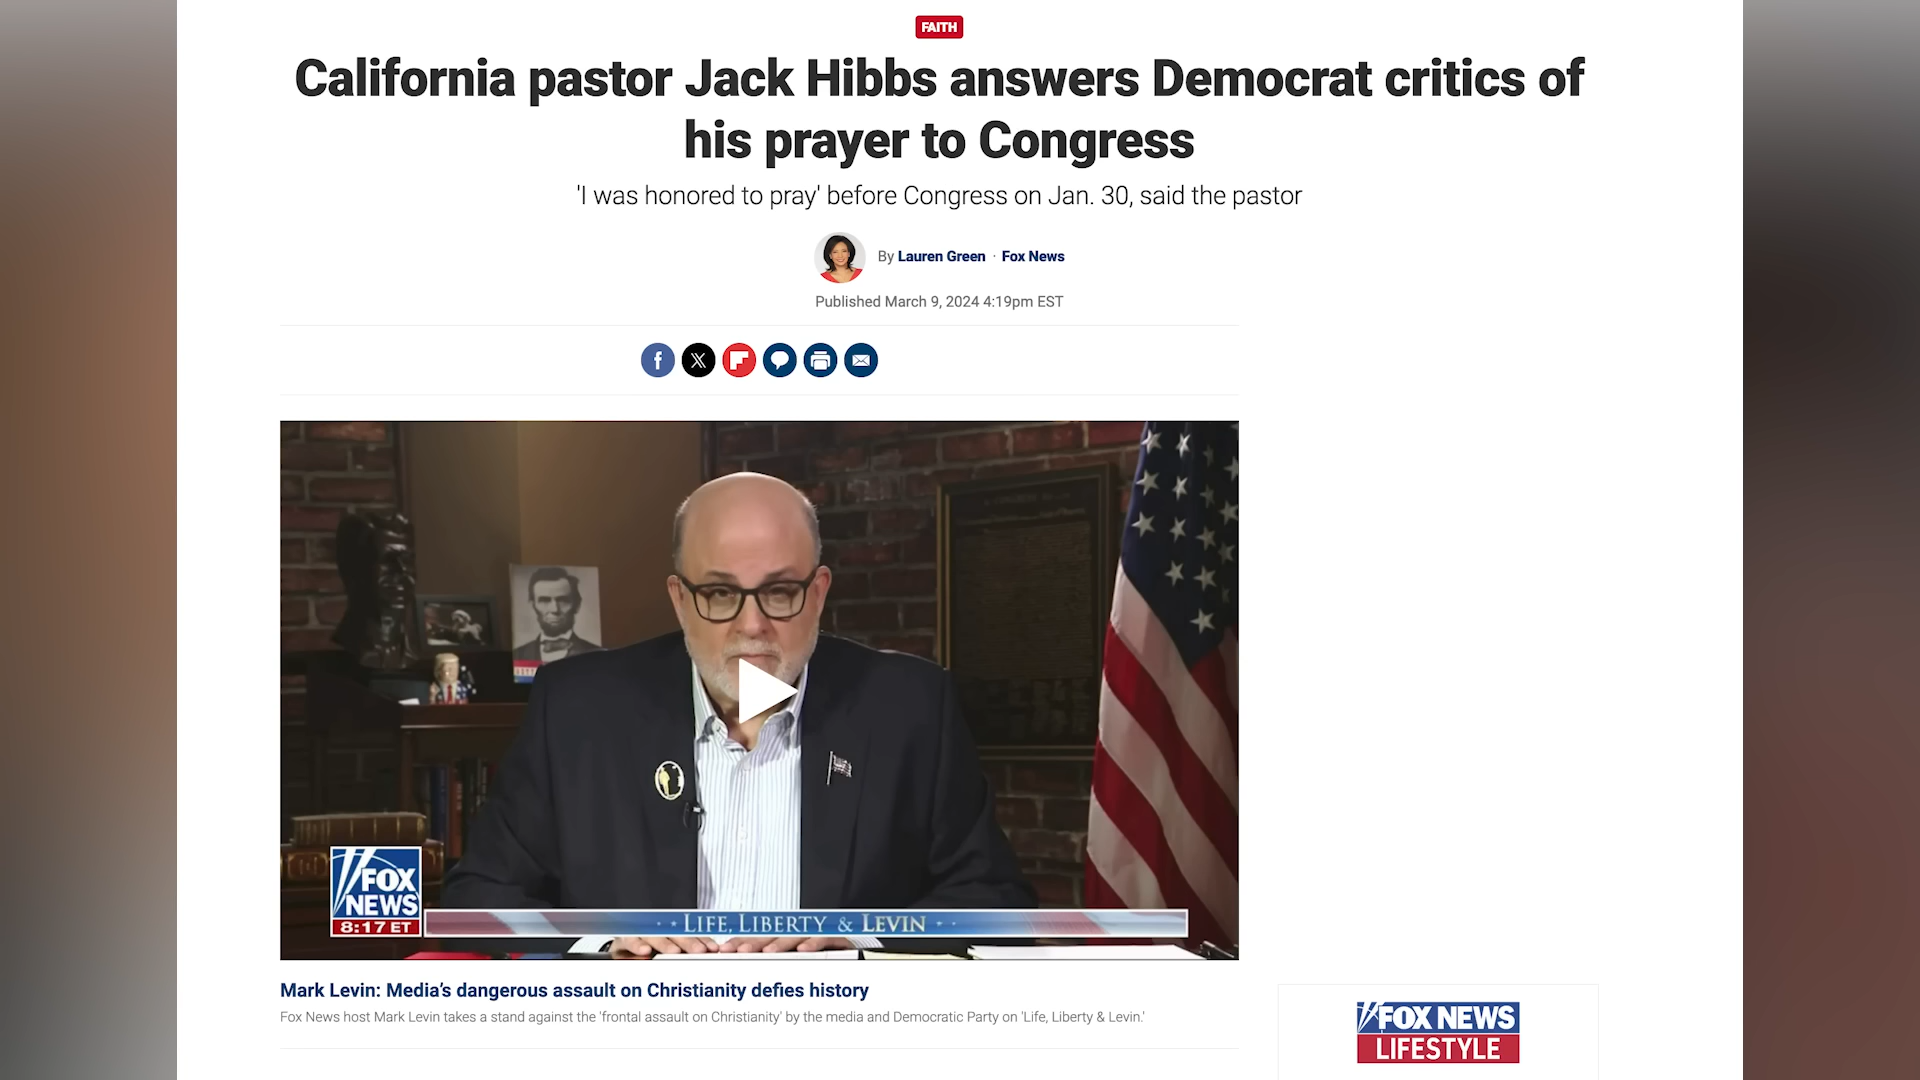 FAITH
California pastor Jack Hibbs answers Democrat critics of
his prayer to Congress
'I was honored to pray' before Congress on Jan. 30, said the pastor
By Lauren Green · Fox News
Published March 9, 2024 4:19pm EST
FOX
NEWS
8:17 ET
LIFE, LIBERTY & LEVIN
Mark Levin: Media’s dangerous assault on Christianity defies history
Fox News host Mark Levin takes a stand against the 'frontal assault on Christianity' by the media and Democratic Party on 'Life, Liberty & Levin.'
FOX NEWS
LIFESTYLE